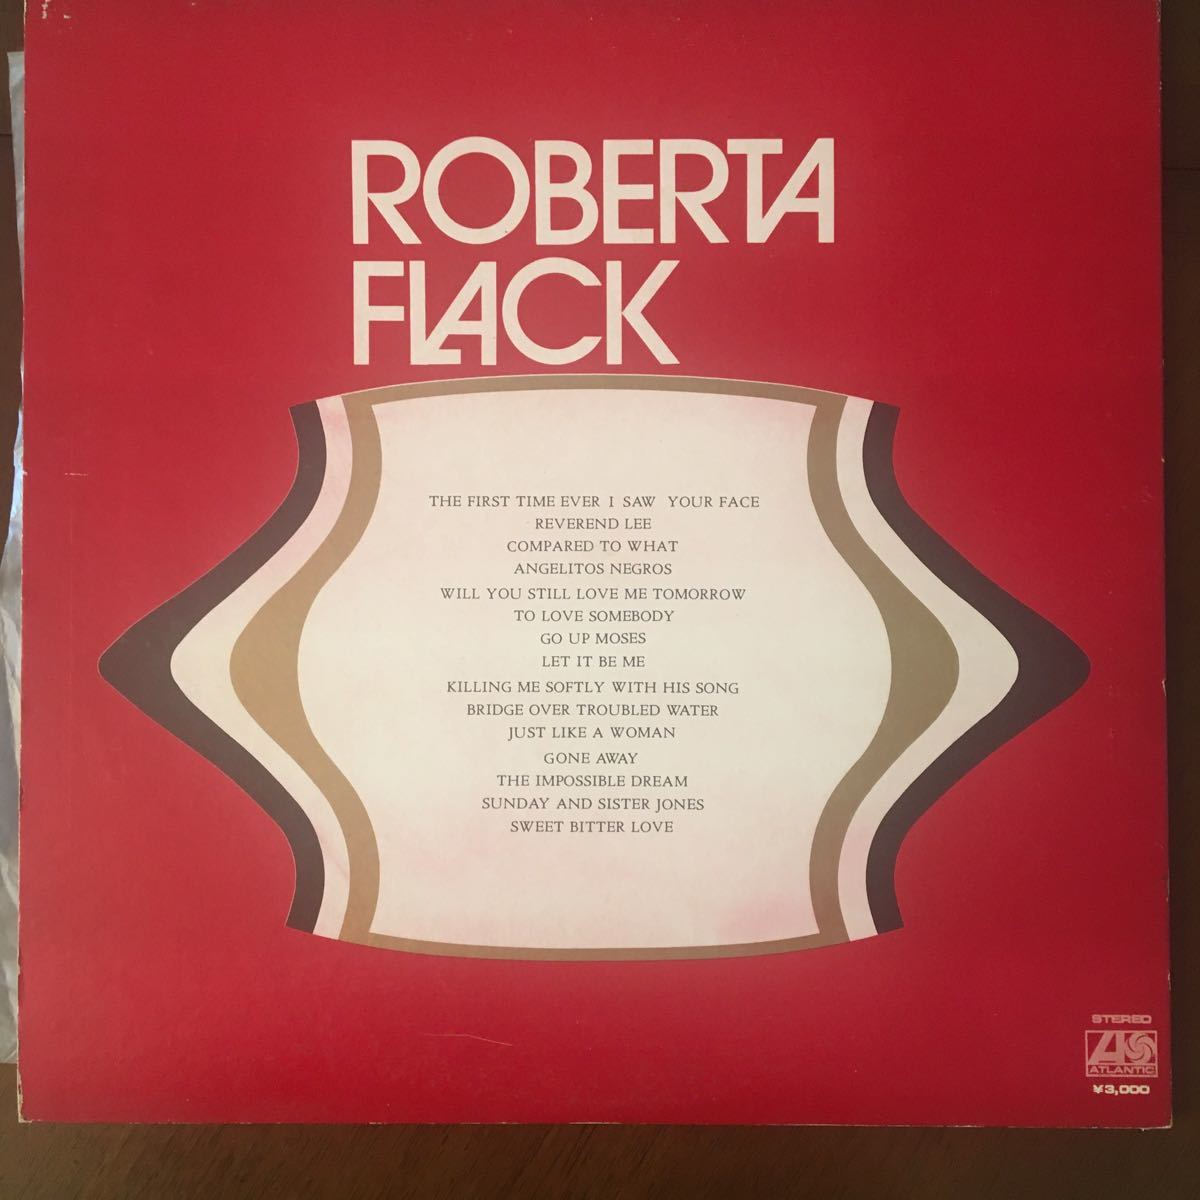 ROBERTA
FLACK
THE FIRST TIME EVER I SAW YOUR FACE
REVEREND LEE
COMPARED TO WHAT
ANGELITOS NEGROS
WILL YOU STILL LOVE ME TOMORROW
TO LOVE SOMEBODY
GO UP MOSES
LET IT BE ME
KILLING ME SOFTLY WITH HIS SONG
BRIDGE OVER TROUBLED WATER
JUST LIKE A WOMAN
GONE AWAY
THE IMPOSSIBLE DREAM
SUNDAY AND SISTER JONES
SWEET BITTER LOVE
STEREO
ATLANTIC
¥3,000